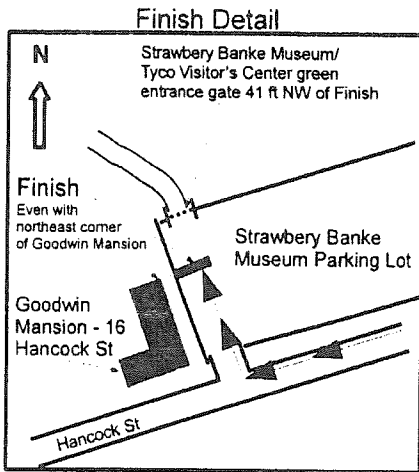 Finish Detail
N
Strawbery Banke Museum/
Tyco Visitor's Center green
entrance gate 41 ft NW of Finish
Finish
Even with
northeast corner
of Goodwin Mansion
Strawbery Banke
Museum Parking Lot
Goodwin
Mansion - 16
Hancock St
Hancock St